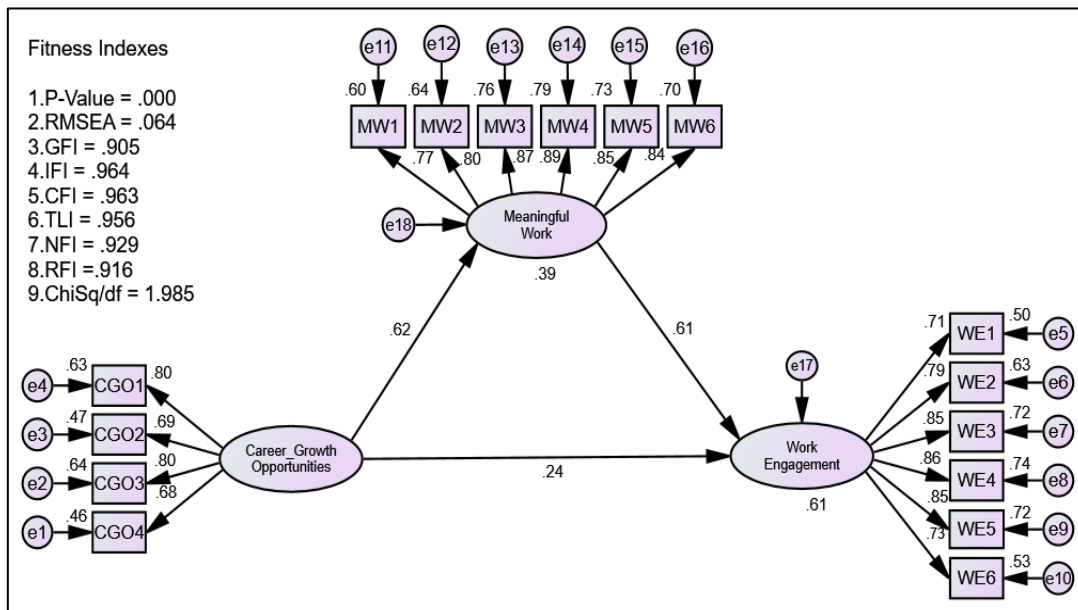 Fitness Indexes
1.P-Value = .000
2.RMSEA = .064
3.GFI = .905
4.IFI = .964
5.CFI = .963
6.TLI = .956
7.NFI = .929
8.RFI =.916
9.ChiSq/df = 1.985
e11 e12 e13 e14 e15 e16
.60 .64 .76 .79 .73 .70
MW1 MW2 MW3 MW4 MW5 MW6
.77 .80 .87 .89 .85 .84
e18
Meaningful
Work
.39
.62
.61
e17
e4 .63 CGO1 .80
e3 .47 CGO2 .69
e2 .64 CGO3 .80
e1 .46 CGO4 .68
Career_Growth
Opportunities
.24
Work
Engagement
.61
.71 WE1 .50 e5
.79 WE2 .63 e6
.85 WE3 .72 e7
.86 WE4 .74 e8
.85 WE5 .72 e9
.73 WE6 .53 e10